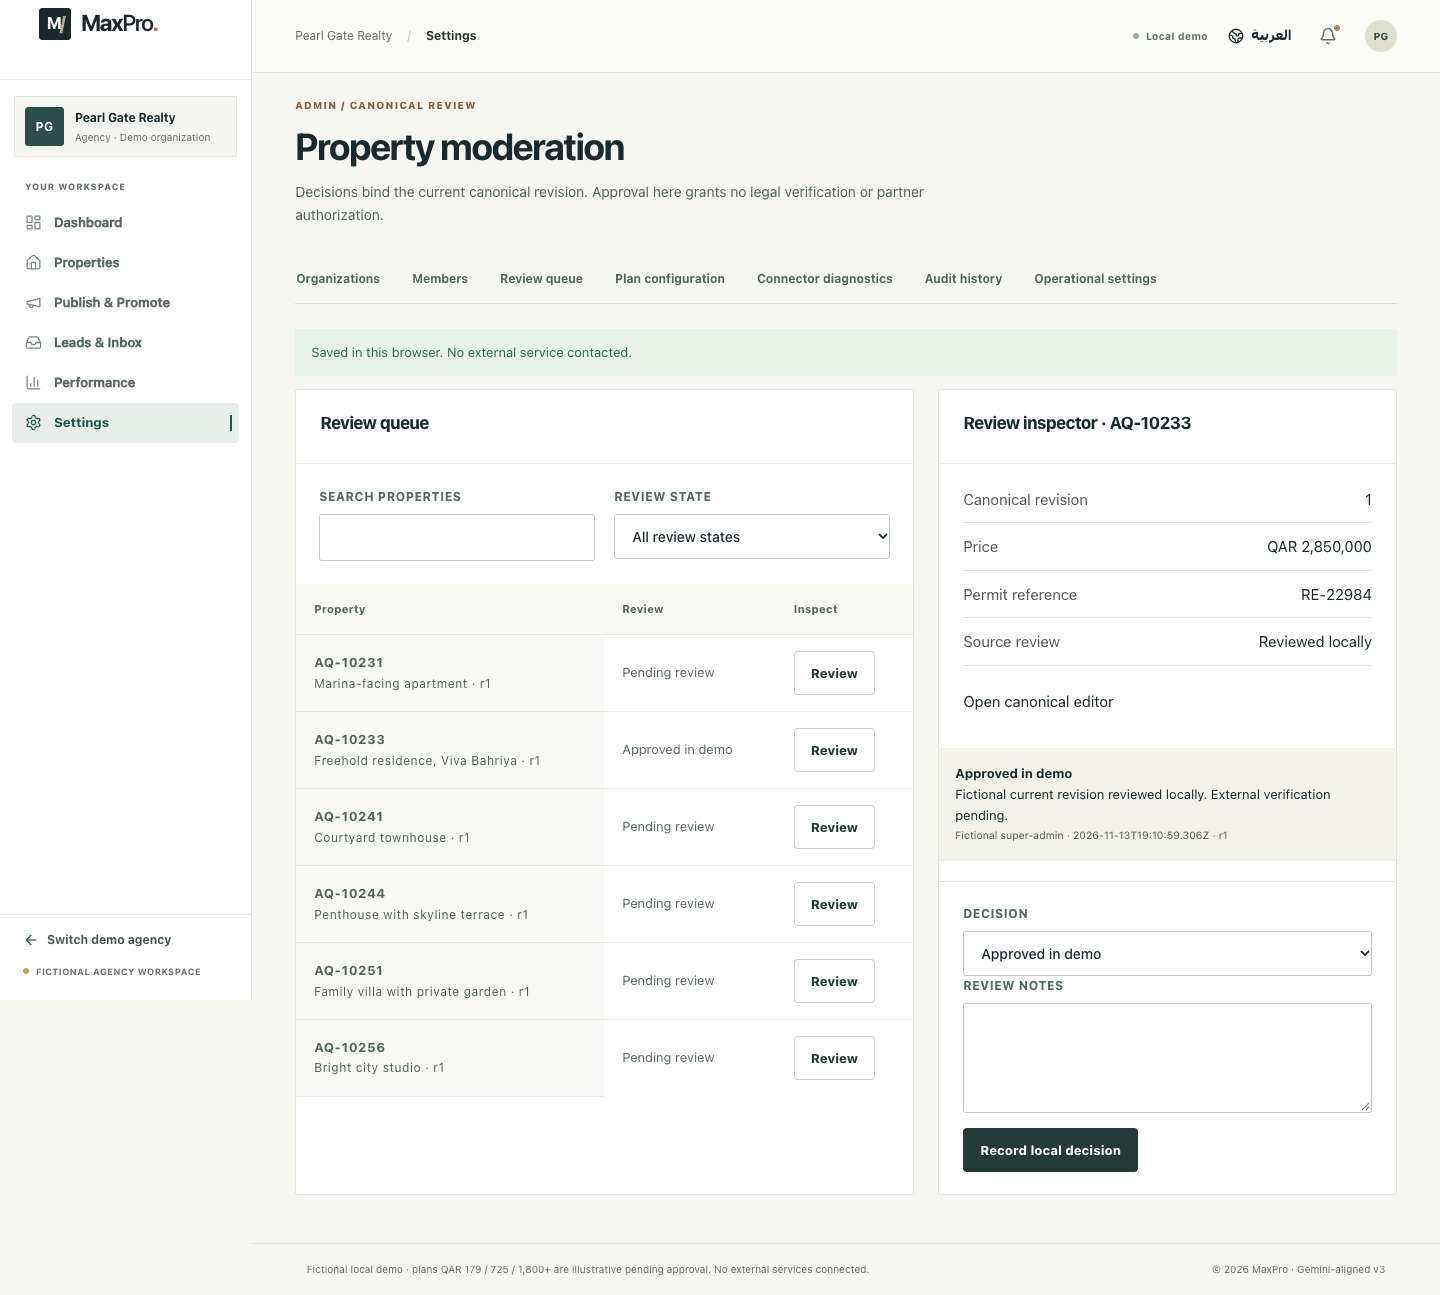 M/ MaxPro.
Pearl Gate Realty / Settings
Local demo
العربية
PG
PG
Pearl Gate Realty
Agency · Demo organization
YOUR WORKSPACE
Dashboard
Properties
Publish & Promote
Leads & Inbox
Performance
Settings
Switch demo agency
FICTIONAL AGENCY WORKSPACE
ADMIN / CANONICAL REVIEW
Property moderation
Decisions bind the current canonical revision. Approval here grants no legal verification or partner
authorization.
Organizations Members Review queue Plan configuration Connector diagnostics Audit history Operational settings
Saved in this browser. No external service contacted.
Review queue
SEARCH PROPERTIES
REVIEW STATE
All review states
Property Review Inspect
AQ-10231
Marina-facing apartment · r1
Pending review
Review
AQ-10233
Freehold residence, Viva Bahriya · r1
Approved in demo
Review
AQ-10241
Courtyard townhouse · r1
Pending review
Review
AQ-10244
Penthouse with skyline terrace · r1
Pending review
Review
AQ-10251
Family villa with private garden · r1
Pending review
Review
AQ-10256
Bright city studio · r1
Pending review
Review
Review inspector · AQ-10233
Canonical revision 1
Price QAR 2,850,000
Permit reference RE-22984
Source review Reviewed locally
Open canonical editor
Approved in demo
Fictional current revision reviewed locally. External verification
pending.
Fictional super-admin · 2026-11-13T19:10:59.306Z · r1
DECISION
Approved in demo
REVIEW NOTES
Record local decision
Fictional local demo · plans QAR 179 / 725 / 1,800+ are illustrative pending approval. No external services connected.
© 2026 MaxPro · Gemini-aligned v3